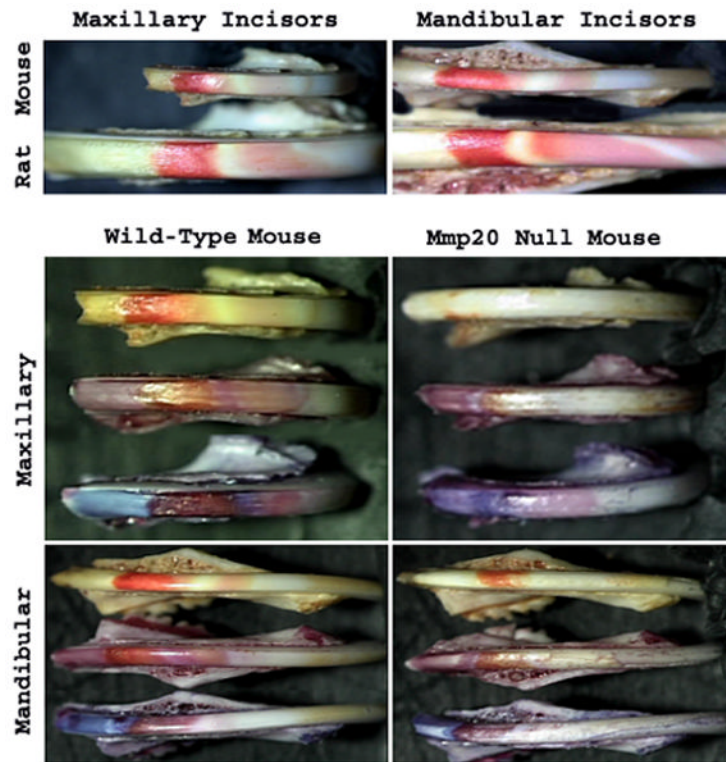 Maxillary Incisors
Mandibular Incisors
Mouse
Rat
Wild-Type Mouse
Mmp20 Null Mouse
Maxillary
Mandibular